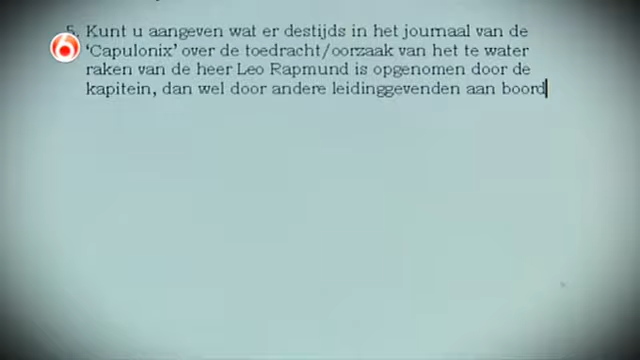 5. Kunt u aangeven wat er destijds in het journaal van de
6
'Capulonix' over de toedracht/oorzaak van het te water
raken van de heer Leo Rapmund is opgenomen door de
kapitein, dan wel door andere leidinggevenden aan boord